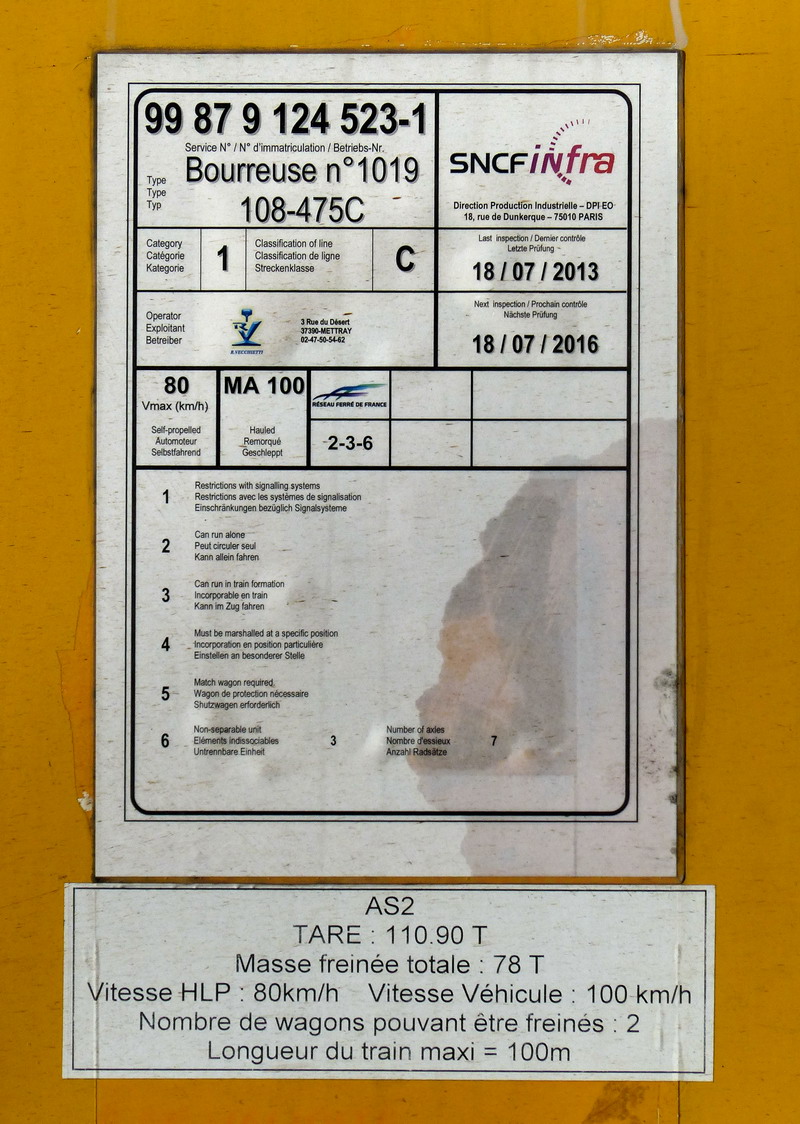 99 87 9 124 523-1
Service N° / N° d'immatriculation / Betriebs-Nr.
Type
Type
Typ
Bourreuse n°1019
108-475C
SNCF infra
Direction Production Industrielle – DPI-EO
18, rue de Dunkerque – 75010 PARIS
Category
Catégorie
Kategorie
1
Classification of line
Classification de ligne
Streckenklasse
C
Last inspection / Dernier contrôle
Letzte Prüfung
18 / 07 / 2013
Operator
Exploitant
Betreiber
R.VECCHIETTI
3 Rue du Désert
37390-METTRAY
02-47-50-54-62
Next inspection / Prochain contrôle
Nächste Prüfung
18 / 07 / 2016
80
Vmax (km/h)
Self-propelled
Automoteur
Selbstfahrend
MA 100
Hauled
Remorqué
Geschleppt
RÉSEAU FERRÉ DE FRANCE
2-3-6
1
Restrictions with signalling systems
Restrictions avec les systèmes de signalisation
Einschränkungen bezüglich Signalsysteme
2
Can run alone
Peut circuler seul
Kann allein fahren
3
Can run in train formation
Incorporable en train
Kann im Zug fahren
4
Must be marshalled at a specific position
Incorporation en position particulière
Einstellen an besonderer Stelle
5
Match wagon required
Wagon de protection nécessaire
Shutzwagen erforderlich
6
Non-separable unit
Eléments indissociables
Untrennbare Einheit
3
Number of axles
Nombre d'essieux
Anzahl Radsätze
7
AS2
TARE : 110.90 T
Masse freinée totale : 78 T
Vitesse HLP : 80km/h Vitesse Véhicule : 100 km/h
Nombre de wagons pouvant être freinés : 2
Longueur du train maxi = 100m